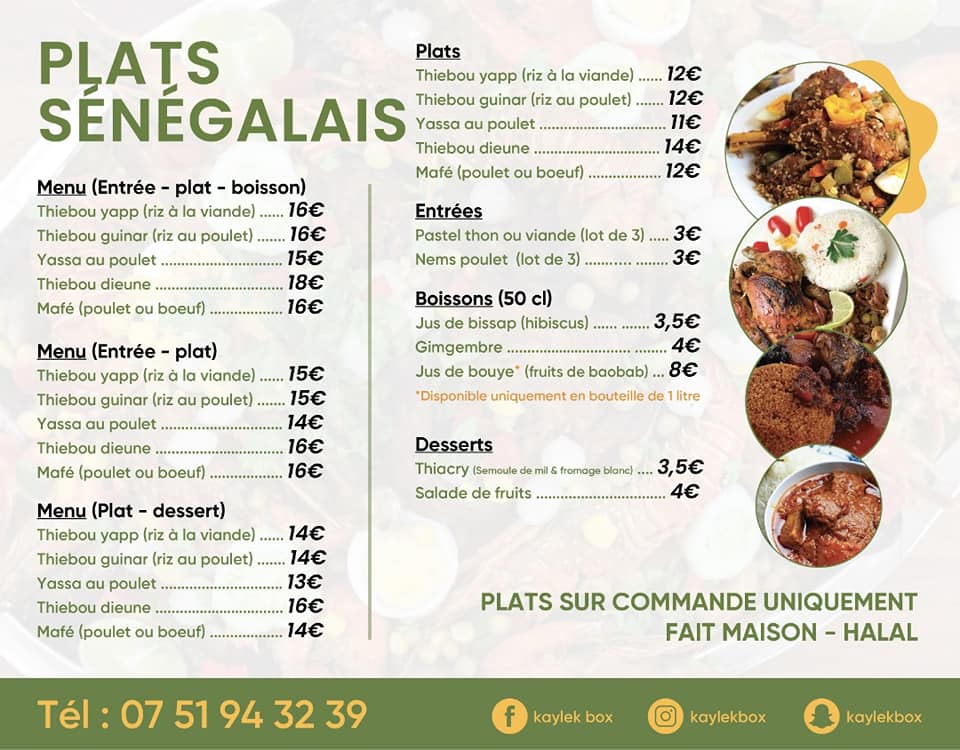 PLATS
SÉNÉGALAIS
Menu (Entrée - plat - boisson)
Thiebou yapp (riz à la viande) ...... 16€
Thiebou guinar (riz au poulet) ....... 16€
Yassa au poulet .............................. 15€
Thiebou dieune ................................ 18€
Mafé (poulet ou boeuf) .................. 16€
Menu (Entrée - plat)
Thiebou yapp (riz à la viande) ...... 15€
Thiebou guinar (riz au poulet) ....... 15€
Yassa au poulet .............................. 14€
Thiebou dieune ................................ 16€
Mafé (poulet ou boeuf) .................. 16€
Menu (Plat - dessert)
Thiebou yapp (riz à la viande) ...... 14€
Thiebou guinar (riz au poulet) ....... 14€
Yassa au poulet .............................. 13€
Thiebou dieune ................................ 16€
Mafé (poulet ou boeuf) .................. 14€
Plats
Thiebou yapp (riz à la viande) ...... 12€
Thiebou guinar (riz au poulet) ....... 12€
Yassa au poulet ............................... 11€
Thiebou dieune ............................... 14€
Mafé (poulet ou boeuf) .................. 12€
Entrées
Pastel thon ou viande (lot de 3) ..... 3€
Nems poulet (lot de 3) ........... ........ 3€
Boissons (50 cl)
Jus de bissap (hibiscus) ...... ....... 3,5€
Gimgembre .............................. ........ 4€
Jus de bouye* (fruits de baobab) ... 8€
*Disponible uniquement en bouteille de 1 litre
Desserts
Thiacry (Semoule de mil & fromage blanc) .... 3,5€
Salade de fruits ................................ 4€
PLATS SUR COMMANDE UNIQUEMENT
FAIT MAISON - HALAL
Tél : 07 51 94 32 39
kaylek box
kaylekbox
kaylekbox